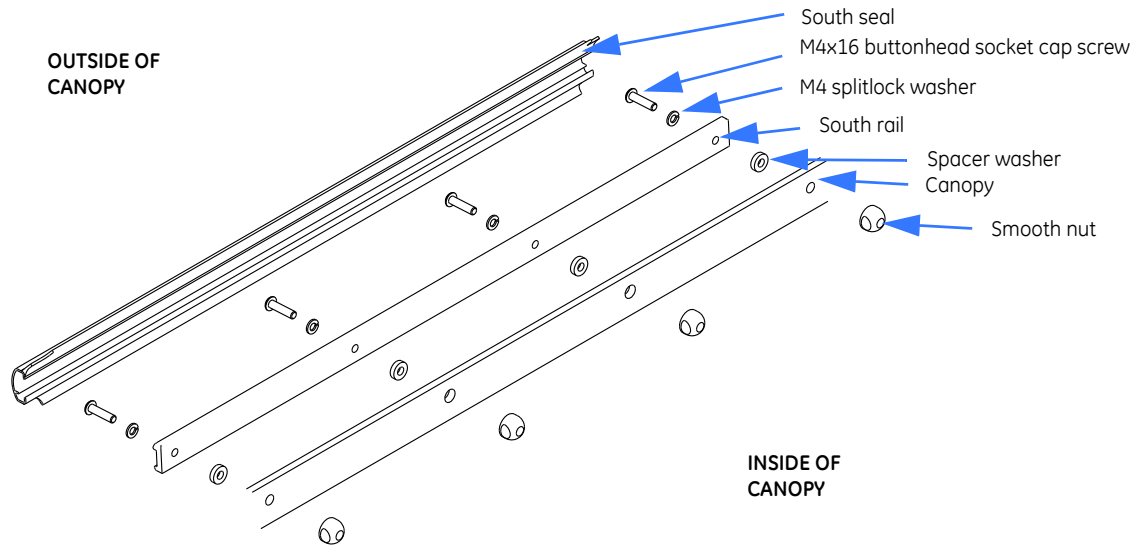 South seal
M4x16 buttonhead socket cap screw
OUTSIDE OF
CANOPY
M4 splitlock washer
South rail
Spacer washer
Canopy
Smooth nut
INSIDE OF
CANOPY